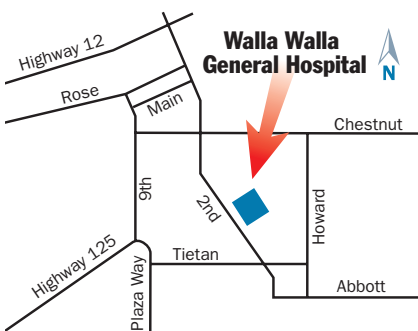 Highway 12
Walla Walla
General Hospital
N
Rose
Main
Chestnut
9th
2nd
Howard
Highway 125
Tietan
Plaza Way
Abbott